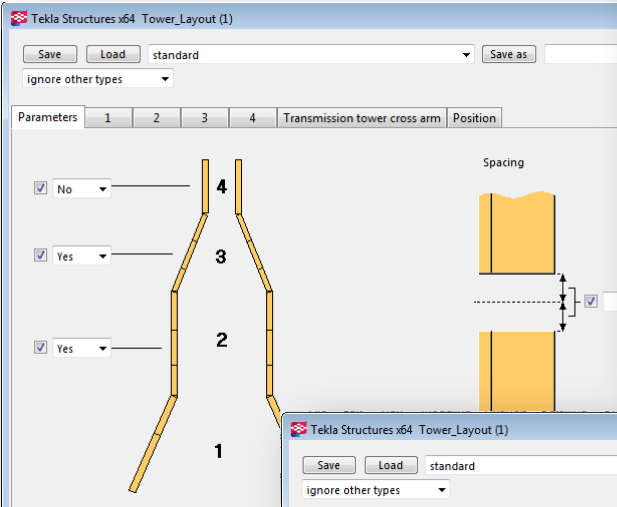 Tekla Structures x64 Tower_Layout (1)
Save Load standard Save as
ignore other types
Parameters 1 2 3 4 Transmission tower cross arm Position
Spacing
No 4
Yes 3
Yes 2
1
Tekla Structures x64 Tower_Layout (1)
Save Load standard
ignore other types